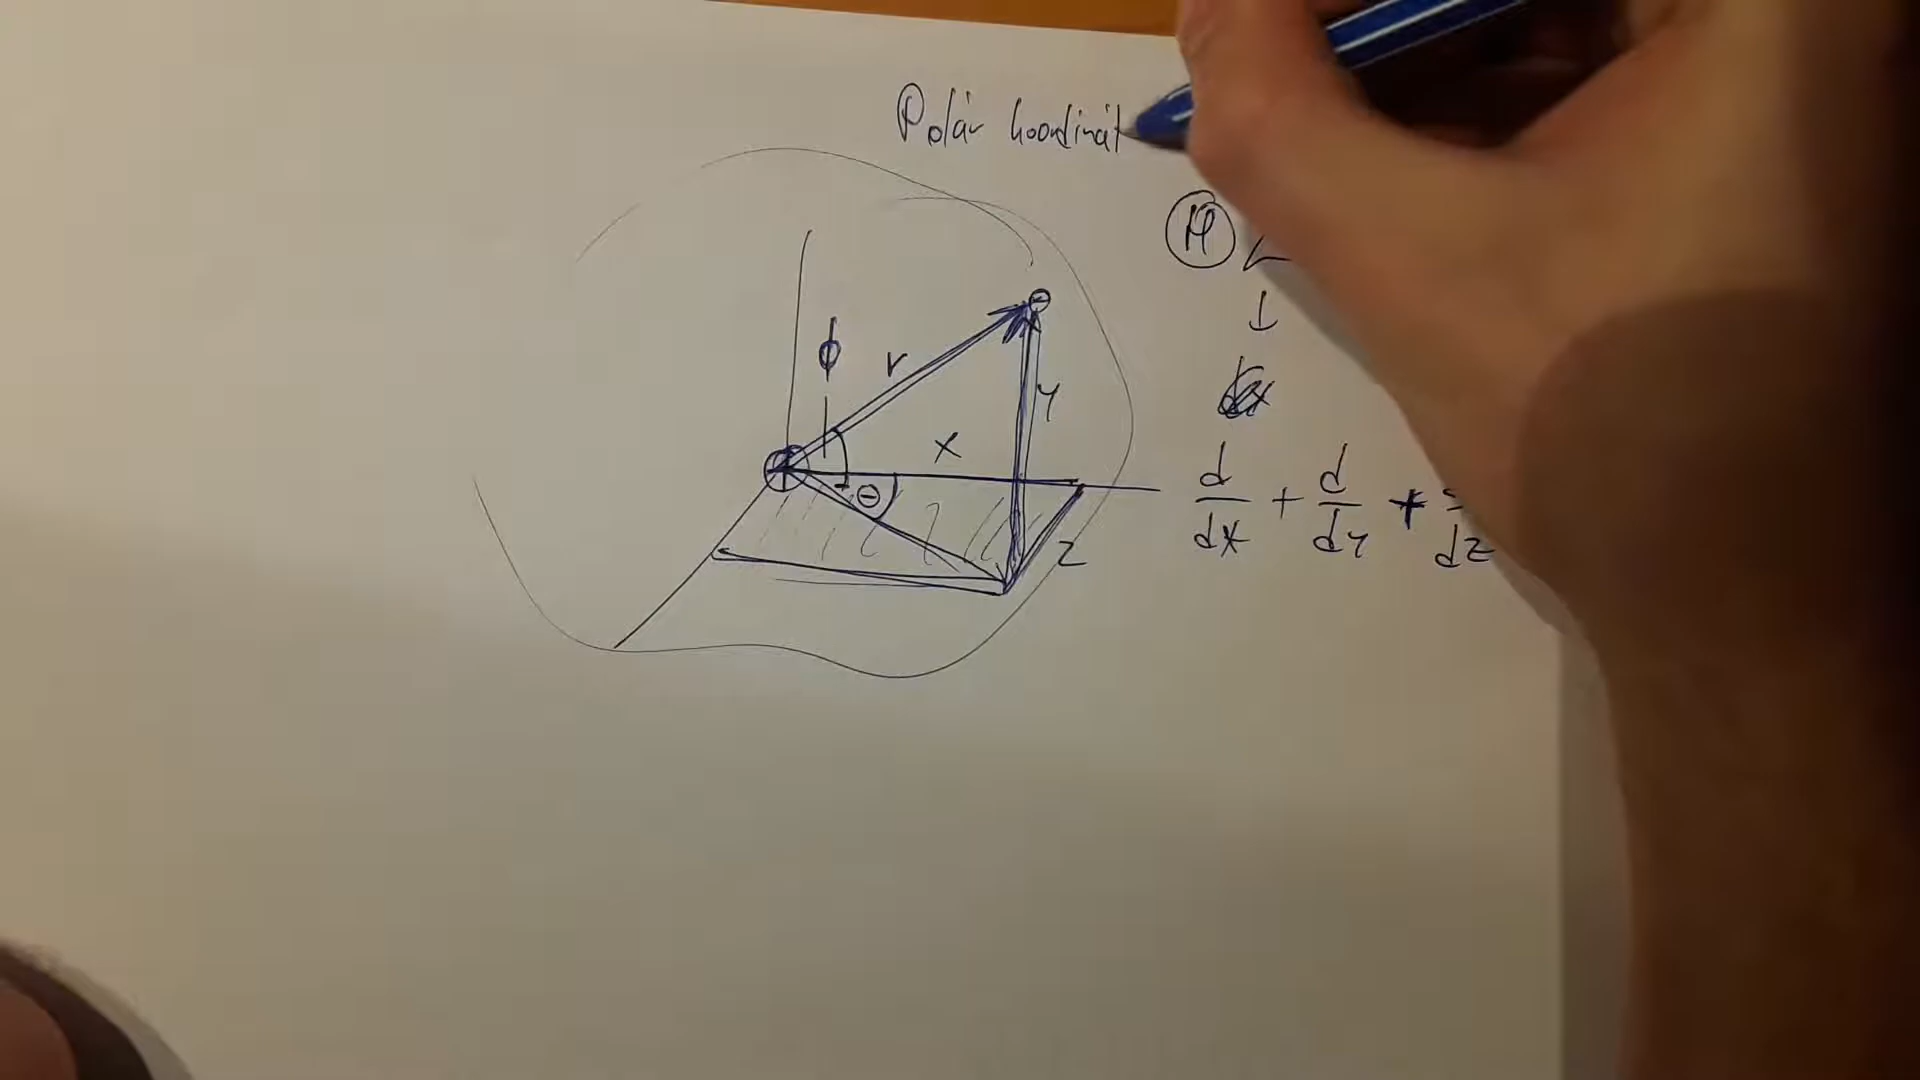 Polár koordinát
Ĥ
ϕ
r
Y
X
Θ
d/dx + d/dy +
dz
Z